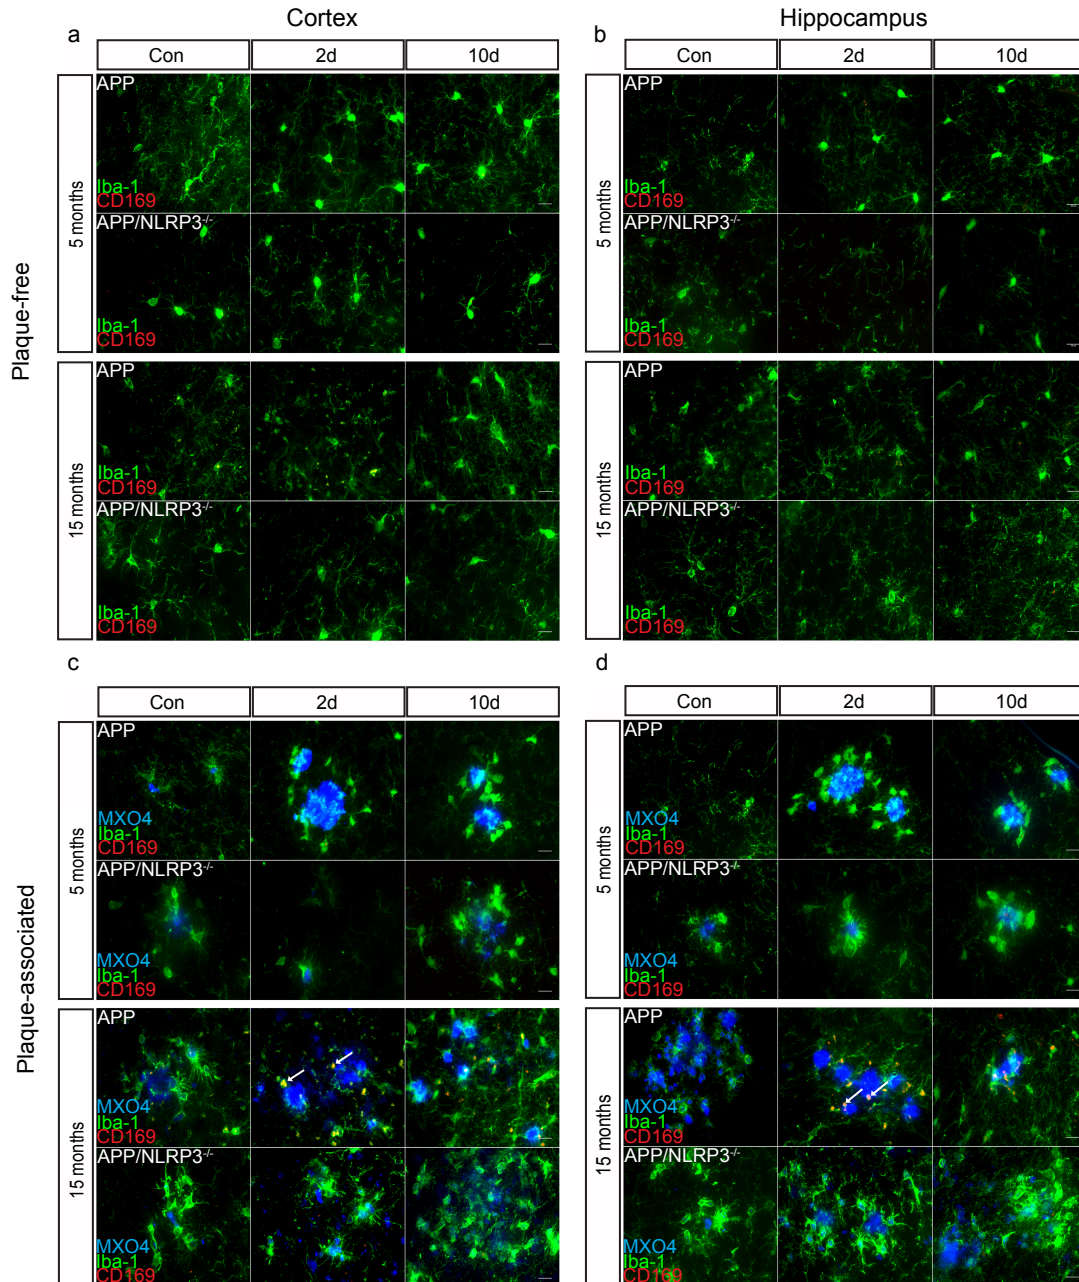 Cortex
Hippocampus
a
Con
2d
10d
b
Con
2d
10d
Plaque-free
5 months
APP
Iba-1
CD169
APP/NLRP3-/-
Iba-1
CD169
5 months
APP
Iba-1
CD169
APP/NLRP3-/-
Iba-1
CD169
15 months
APP
Iba-1
CD169
APP/NLRP3-/-
Iba-1
CD169
15 months
APP
Iba-1
CD169
APP/NLRP3-/-
Iba-1
CD169
c
Con
2d
10d
d
Con
2d
10d
Plaque-associated
5 months
APP
MXO4
Iba-1
CD169
APP/NLRP3-/-
MXO4
Iba-1
CD169
5 months
APP
MXO4
Iba-1
CD169
APP/NLRP3-/-
MXO4
Iba-1
CD169
15 months
APP
MXO4
Iba-1
CD169
APP/NLRP3-/-
MXO4
Iba-1
CD169
15 months
APP
MXO4
Iba-1
CD169
APP/NLRP3-/-
MXO4
Iba-1
CD169